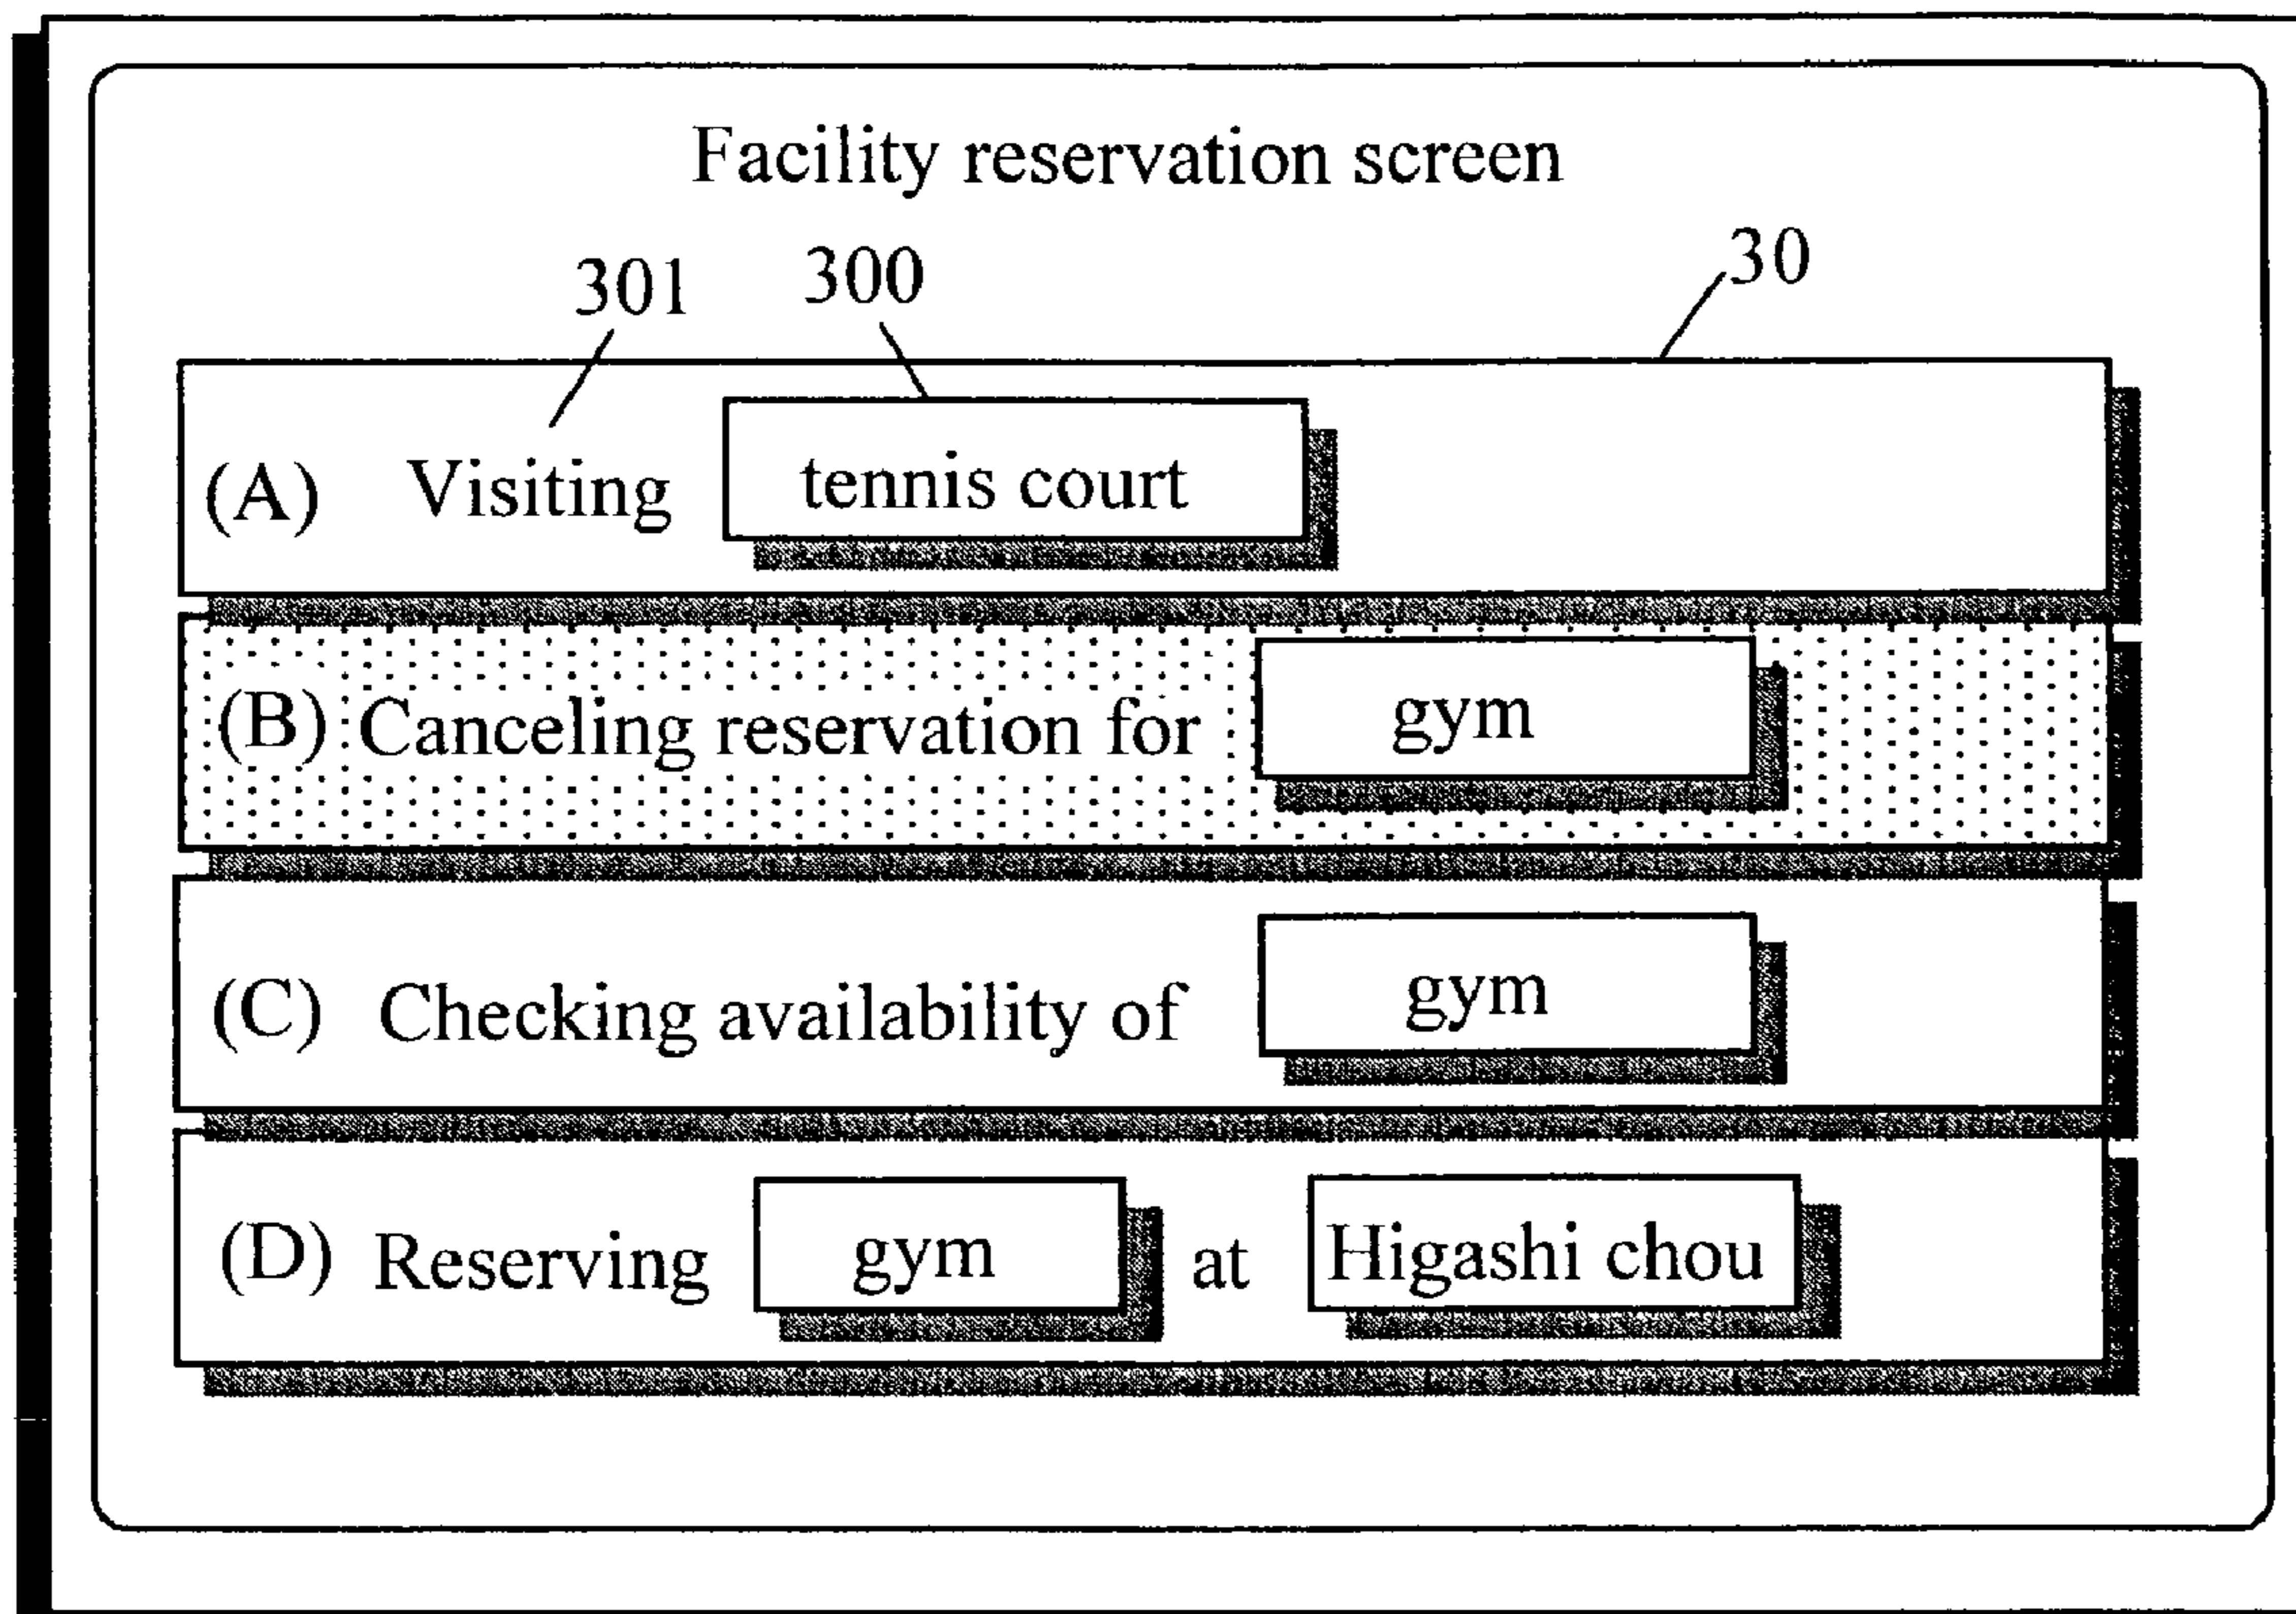 Facility reservation screen
301 300 30
(A) Visiting tennis court
(B) Canceling reservation for gym
(C) Checking availability of gym
(D) Reserving gym at Higashi chou